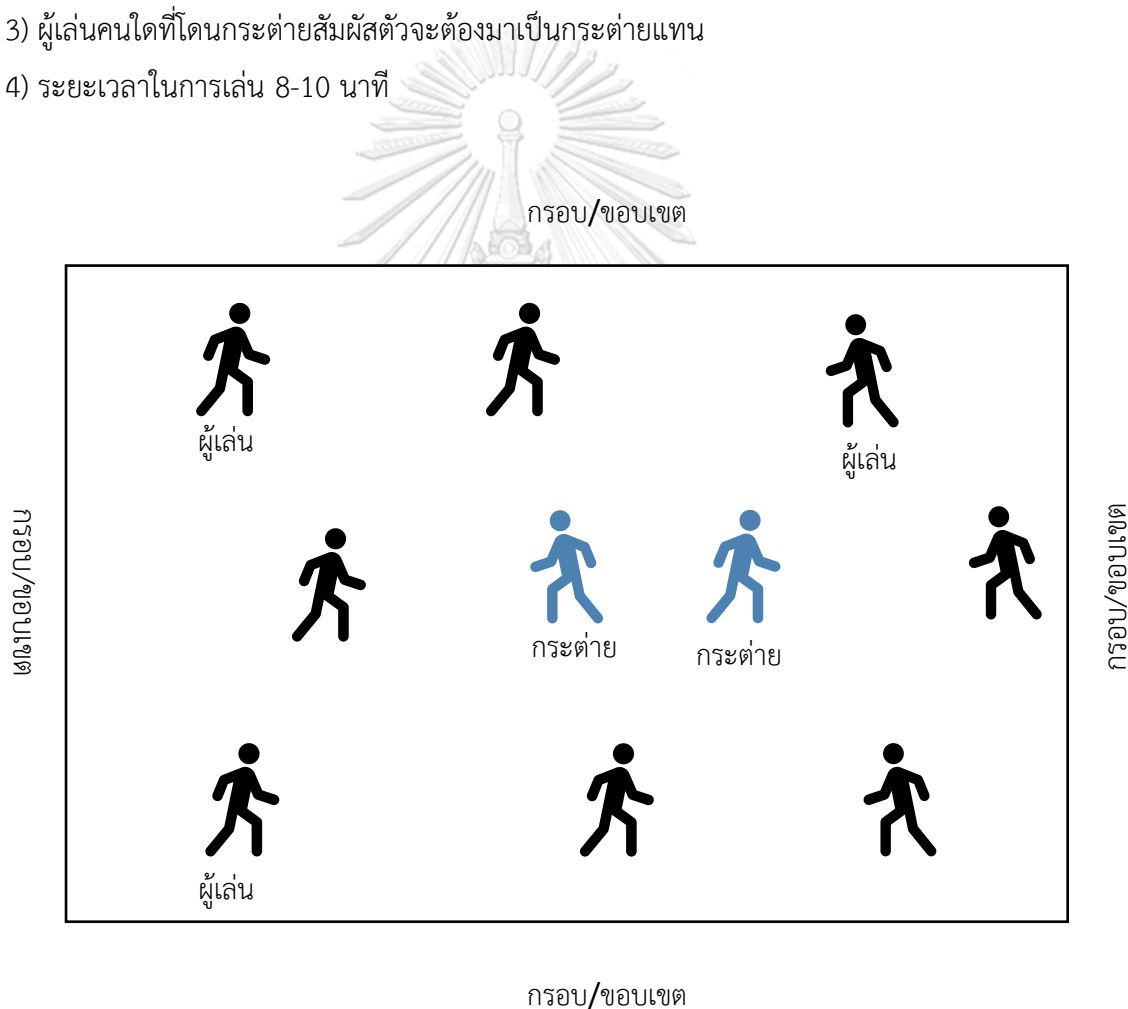 3) ผู้เล่นคนใดที่โดนกระต่ายสัมผัสตัวจะต้องมาเป็นกระต่ายแทน
4) ระยะเวลาในการเล่น 8-10 นาที
กรอบ/ขอบเขต
ผู้เล่น
ผู้เล่น
กรอบ/ขอบเขต
กรอบ/ขอบเขต
กระต่าย
กระต่าย
ผู้เล่น
กรอบ/ขอบเขต